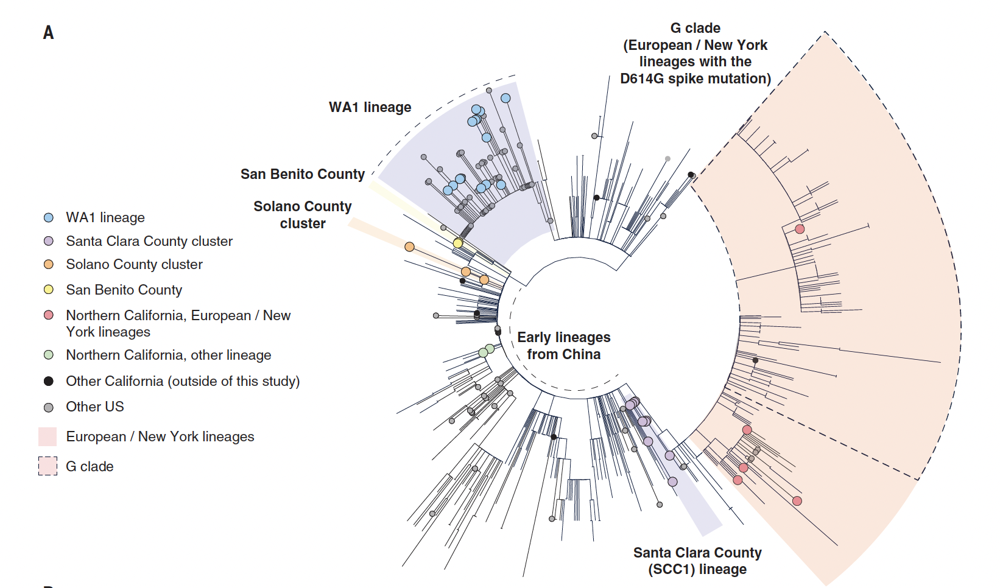 A
G clade
(European / New York
lineages with the
D614G spike mutation)
WA1 lineage
San Benito County
Solano County
cluster
WA1 lineage
Santa Clara County cluster
Solano County cluster
San Benito County
Northern California, European / New
York lineages
Northern California, other lineage
Other California (outside of this study)
Other US
European / New York lineages
G clade
Early lineages
from China
Santa Clara County
(SCC1) lineage